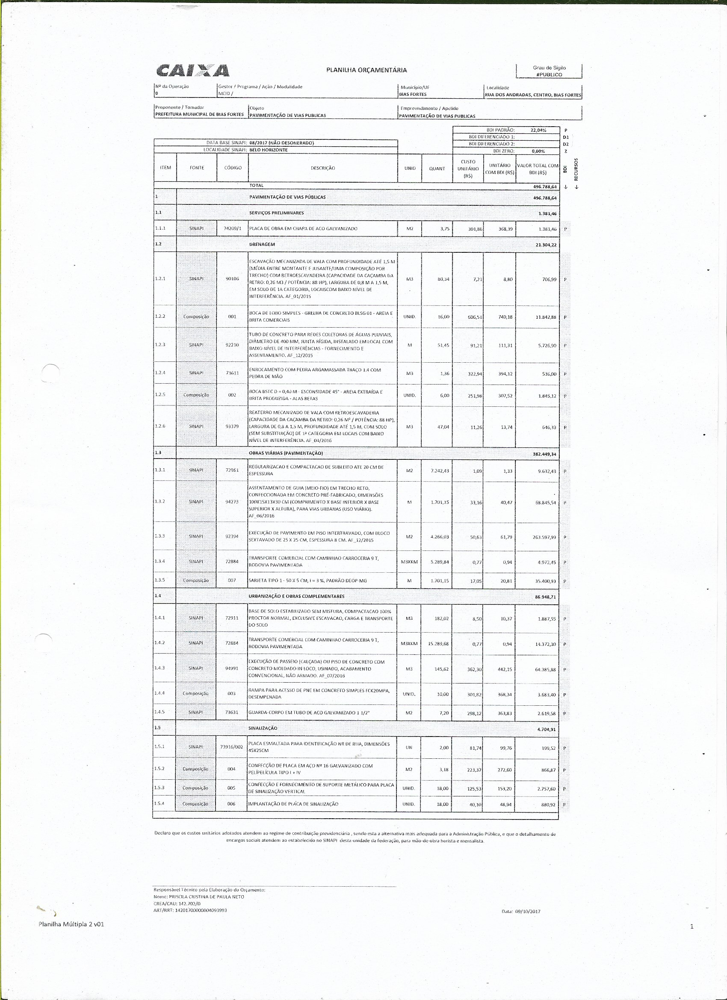 CAIXA
PLANILHA ORÇAMENTÁRIA
Grau de Sigilo
#PUBLICO
Nº da Operação
0
Gestor / Programa / Ação / Modalidade
MCID /
Município/UF
BIAS FORTES
Localidade
RUA DOS ANDRADAS, CENTRO, BIAS FORTES
Proponente / Tomador
PREFEITURA MUNICIPAL DE BIAS FORTES
Objeto
PAVIMENTAÇÃO DE VIAS PUBLICAS
Empreendimento / Apelido
PAVIMENTAÇÃO DE VIAS PUBLICAS
BDI PADRÃO: 22,04% P
BDI DIFERENCIADO 1: D1
BDI DIFERENCIADO 2: D2
BDI ZERO: 0,00% Z
DATA BASE SINAPI: 08/2017 (NÃO DESONERADO)
LOCALIDADE SINAPI: BELO HORIZONTE
ITEM FONTE CÓDIGO DESCRIÇÃO UNID QUANT CUSTO UNITÁRIO (R$) UNITÁRIO COM BDI (R$) VALOR TOTAL COM BDI (R$) BDI RECURSOS
TOTAL 496.788,64 ↓ ↓
1 PAVIMENTAÇÃO DE VIAS PÚBLICAS 496.788,64
1.1 SERVIÇOS PRELIMINARES 1.381,46
1.1.1 SINAPI 74209/1 PLACA DE OBRA EM CHAPA DE ACO GALVANIZADO M2 3,75 301,86 368,39 1.381,46 P
1.2 DRENAGEM 21.304,22
ESCAVAÇÃO MECANIZADA DE VALA COM PROFUNDIDADE ATÉ 1,5 M
(MÉDIA ENTRE MONTANTE E JUSANTE/UMA COMPOSIÇÃO POR
TRECHO) COM RETROESCAVADEIRA (CAPACIDADE DA CAÇAMBA DA
1.2.1 SINAPI 90106 RETRO: 0,26 M3 / POTÊNCIA: 88 HP), LARGURA DE 0,8 M A 1,5 M, M3 80,34 7,21 8,80 706,99 P
EM SOLO DE 1A CATEGORIA, LOCAISCOM BAIXO NÍVEL DE
INTERFERÊNCIA. AF_01/2015
1.2.2 Composição 001 BOCA DE LOBO SIMPLES - GRELHA DE CONCRETO BLSG 01 - AREIA E UNID. 16,00 606,51 740,18 11.842,88 P
BRITA COMERCIAIS
TUBO DE CONCRETO PARA REDES COLETORAS DE ÁGUAS PLUVIAIS,
1.2.3 SINAPI 92210 DIÂMETRO DE 400 MM, JUNTA RÍGIDA, INSTALADO EM LOCAL COM M 51,45 91,21 111,31 5.726,90 P
BAIXO NÍVEL DE INTERFERÊNCIAS - FORNECIMENTO E
ASSENTAMENTO. AF_12/2015
1.2.4 SINAPI 73611 ENROCAMENTO COM PEDRA ARGAMASSADA TRAÇO 1:4 COM M3 1,36 322,94 394,12 536,00 P
PEDRA DE MÃO
1.2.5 Composição 002 BOCA BSTC D = 0,40 M - ESCONSIDADE 45° - AREIA EXTRAÍDA E UNID. 6,00 251,98 307,52 1.845,12 P
BRITA PRODUZIDA - ALAS RETAS
REATERRO MECANIZADO DE VALA COM RETROESCAVADEIRA
(CAPACIDADE DA CAÇAMBA DA RETRO: 0,26 M³ / POTÊNCIA: 88 HP),
1.2.6 SINAPI 93379 LARGURA DE 0,8 A 1,5 M, PROFUNDIDADE ATÉ 1,5 M, COM SOLO M3 47,04 11,26 13,74 646,33 P
(SEM SUBSTITUIÇÃO) DE 1ª CATEGORIA EM LOCAIS COM BAIXO
NÍVEL DE INTERFERÊNCIA. AF_04/2016
1.3 OBRAS VIÁRIAS (PAVIMENTAÇÃO) 382.449,34
1.3.1 SINAPI 72961 REGULARIZACAO E COMPACTACAO DE SUBLEITO ATE 20 CM DE M2 7.242,43 1,09 1,33 9.632,43 P
ESPESSURA
ASSENTAMENTO DE GUIA (MEIO-FIO) EM TRECHO RETO,
CONFECCIONADA EM CONCRETO PRÉ-FABRICADO, DIMENSÕES
1.3.2 SINAPI 94273 100X15X13X30 CM (COMPRIMENTO X BASE INFERIOR X BASE M 1.701,15 33,16 40,47 68.845,54 P
SUPERIOR X ALTURA), PARA VIAS URBANAS (USO VIÁRIO).
AF_06/2016
1.3.3 SINAPI 92394 EXECUÇÃO DE PAVIMENTO EM PISO INTERTRAVADO, COM BLOCO M2 4.266,03 50,63 61,79 263.597,99 P
SEXTAVADO DE 25 X 25 CM, ESPESSURA 8 CM. AF_12/2015
1.3.4 SINAPI 72884 TRANSPORTE COMERCIAL COM CAMINHAO CARROCERIA 9 T, M3XKM 5.289,84 0,77 0,94 4.972,45 P
RODOVIA PAVIMENTADA
1.3.5 Composição 007 SARJETA TIPO 1 - 50 X 5 CM, I = 3 %, PADRÃO DEOP-MG M 1.701,15 17,05 20,81 35.400,93 P
1.4 URBANIZAÇÃO E OBRAS COMPLEMENTARES 86.948,71
BASE DE SOLO ESTABILIZADO SEM MISTURA, COMPACTACAO 100%
1.4.1 SINAPI 72911 PROCTOR NORMAL, EXCLUSIVE ESCAVACAO, CARGA E TRANSPORTE M3 182,02 8,50 10,37 1.887,55 P
DO SOLO
1.4.2 SINAPI 72884 TRANSPORTE COMERCIAL COM CAMINHAO CARROCERIA 9 T, M3XKM 15.289,68 0,77 0,94 14.372,30 P
RODOVIA PAVIMENTADA
EXECUÇÃO DE PASSEIO (CALÇADA) OU PISO DE CONCRETO COM
1.4.3 SINAPI 94991 CONCRETO MOLDADO IN LOCO, USINADO, ACABAMENTO M3 145,62 362,30 442,15 64.385,88 P
CONVENCIONAL, NÃO ARMADO. AF_07/2016
1.4.4 Composição 003 RAMPA PARA ACESSO DE PNE EM CONCRETO SIMPLES FCK20MPA, UNID. 10,00 301,82 368,34 3.683,40 P
DESEMPENADA
1.4.5 SINAPI 73631 GUARDA-CORPO EM TUBO DE ACO GALVANIZADO 1 1/2" M2 7,20 298,12 363,83 2.619,58 P
1.5 SINALIZAÇÃO 4.704,91
1.5.1 SINAPI 73916/002 PLACA ESMALTADA PARA IDENTIFICAÇÃO NR DE RUA, DIMENSÕES UN 2,00 81,74 99,76 199,52 P
45X25CM
1.5.2 Composição 004 CONFECÇÃO DE PLACA EM AÇO Nº 16 GALVANIZADO COM M2 3,18 223,37 272,60 866,87 P
PELÍPELÍCULA TIPO I + IV
1.5.3 Composição 005 CONFECÇÃO E FORNECIMENTO DE SUPORTE METÁLICO PARA PLACA UNID. 18,00 125,53 153,20 2.757,60 P
DE SINALIZAÇÃO VERTICAL
1.5.4 Composição 006 IMPLANTAÇÃO DE PLACA DE SINALIZAÇÃO UNID. 18,00 40,10 48,94 880,92 P
Declaro que os custos unitários adotados atendem ao regime de contribuição previdenciária , sendo esta a alternativa mais adequada para a Administração Pública, e que o detalhamento de
encargos sociais atendem ao estabelecido no SINAPI desta unidade da federação, para mão-de-obra horista e mensalista.
Responsável Técnico pela Elaboração do Orçamento:
Nome: PRISCILA CRISTINA DE PAULA NETO
CREA/CAU: 142.702/D
ART/RRT: 14201700000004093993
Data: 09/10/2017
Planilha Múltipla 2 v01
1